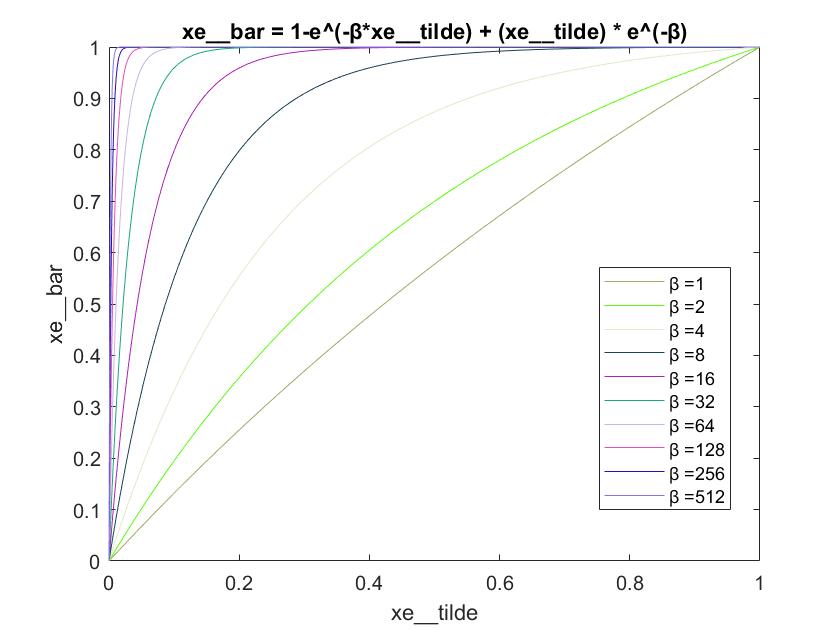 xe__bar = 1-e^(-β*xe__tilde) + (xe__tilde) * e^(-β)
1
0.9
0.8
0.7
0.6
0.5
0.4
0.3
0.2
0.1
0
xe__bar
β =1
β =2
β =4
β =8
β =16
β =32
β =64
β =128
β =256
β =512
0 0.2 0.4 0.6 0.8 1
xe__tilde